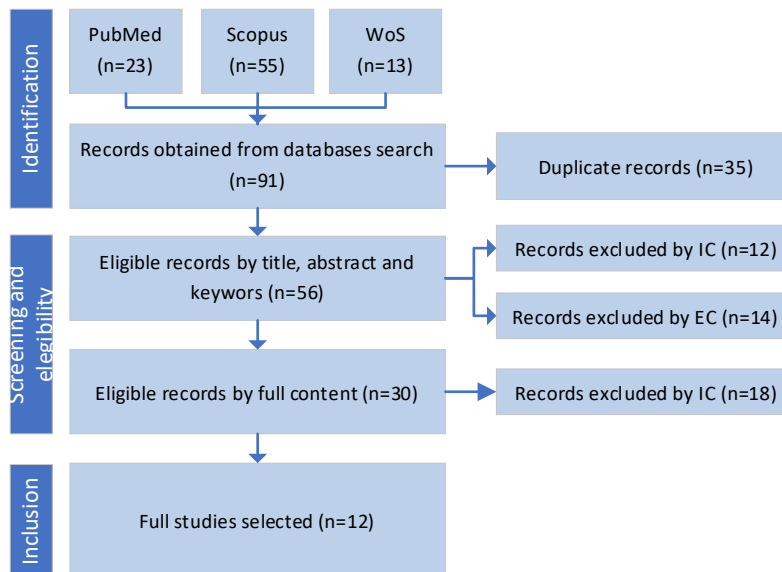 Identification
PubMed
(n=23)
Scopus
(n=55)
WoS
(n=13)
Records obtained from databases search
(n=91)
Duplicate records (n=35)
Screening and
elegibility
Eligible records by title, abstract and
keywors (n=56)
Records excluded by IC (n=12)
Records excluded by EC (n=14)
Eligible records by full content (n=30)
Records excluded by IC (n=18)
Inclusion
Full studies selected (n=12)